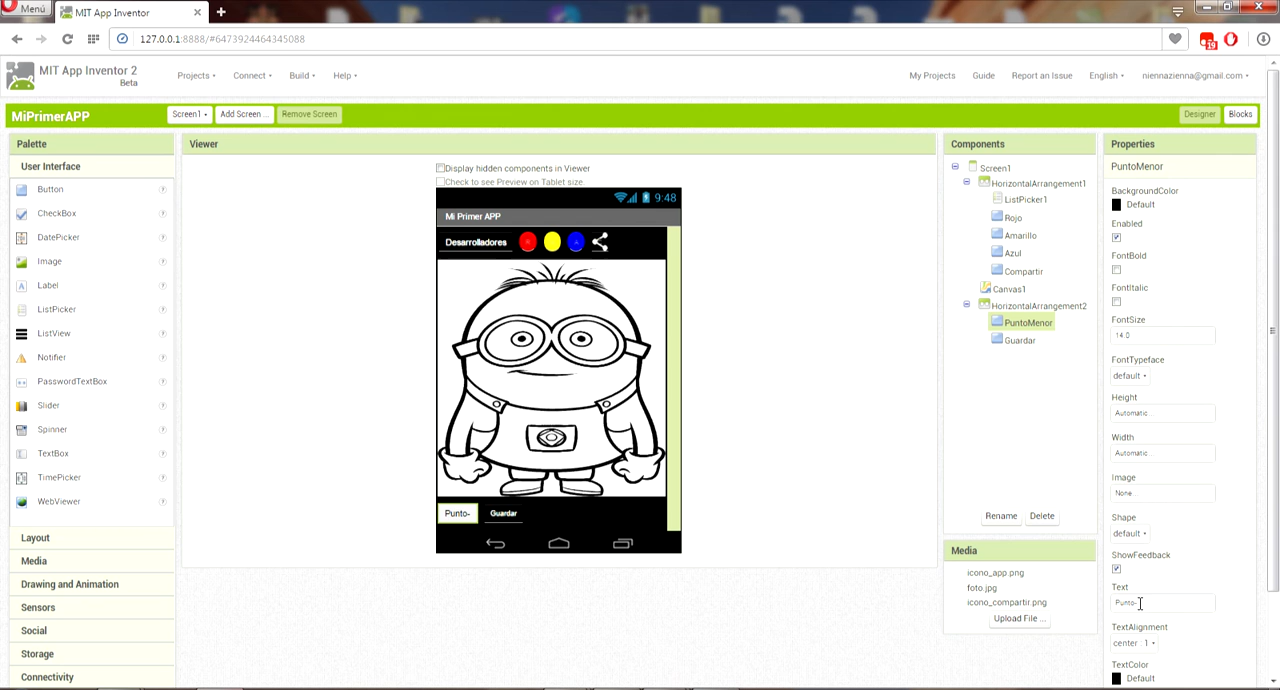 Menú
MIT App Inventor 2
127.0.0.1:8888/#6473924464345088
19
MIT App Inventor 2
Beta
Projects
Connect
Build
Help
My Projects
Guide
Report an Issue
English
niennazienna@gmail.com
MiPrimerAPP
Screen1
Add Screen ...
Remove Screen
Designer
Blocks
Palette
User Interface
Button
CheckBox
DatePicker
Image
Label
ListPicker
ListView
Notifier
PasswordTextBox
Slider
Spinner
TextBox
TimePicker
WebViewer
Layout
Media
Drawing and Animation
Sensors
Social
Storage
Connectivity
Viewer
Display hidden components in Viewer
Check to see Preview on Tablet size.
9:48
Mi Primer APP
Desarrolladores
Punto-
Guardar
Components
Screen1
HorizontalArrangement1
ListPicker1
Rojo
Amarillo
Azul
Compartir
Canvas1
HorizontalArrangement2
PuntoMenor
Guardar
Rename
Delete
Media
icono_app.png
foto.jpg
icono_compartir.png
Upload File ...
Properties
PuntoMenor
BackgroundColor
Default
Enabled
FontBold
FontItalic
FontSize
14.0
FontTypeface
default
Height
Automatic...
Width
Automatic...
Image
None...
Shape
default
ShowFeedback
Text
Punto-
TextAlignment
center : 1
TextColor
Default